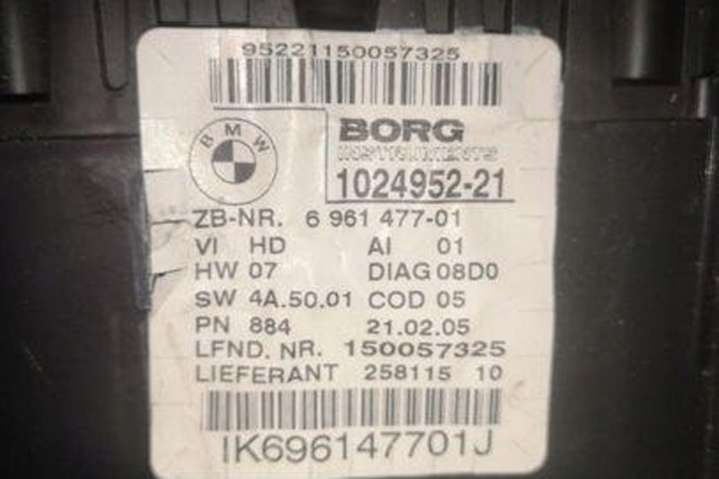 95221150057325
BMW
BORG
INSTRUMENTS
1024952-21
ZB-NR. 6 961 477-01
VI HD AI 01
HW 07 DIAG 08D0
SW 4A.50.01 COD 05
PN 884 21.02.05
LFND. NR. 150057325
LIEFERANT 258115 10
IK696147701J